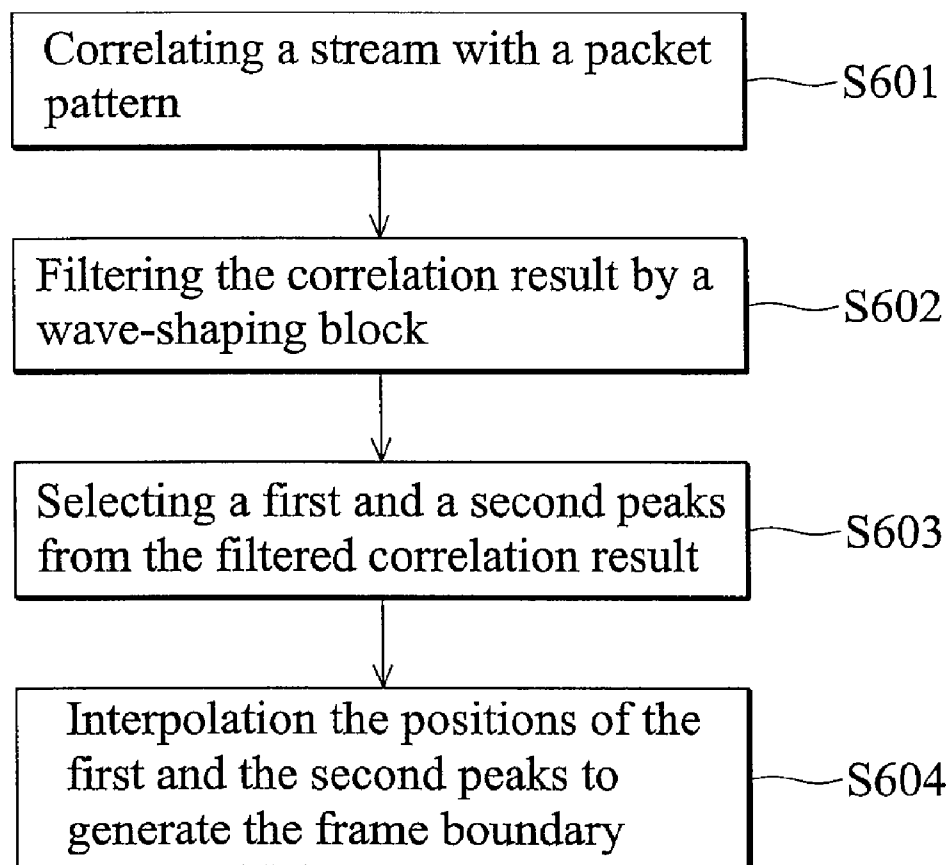 Correlating a stream with a packet
pattern
S601
Filtering the correlation result by a
wave-shaping block
S602
Selecting a first and a second peaks
from the filtered correlation result
S603
Interpolation the positions of the
first and the second peaks to
generate the frame boundary
S604